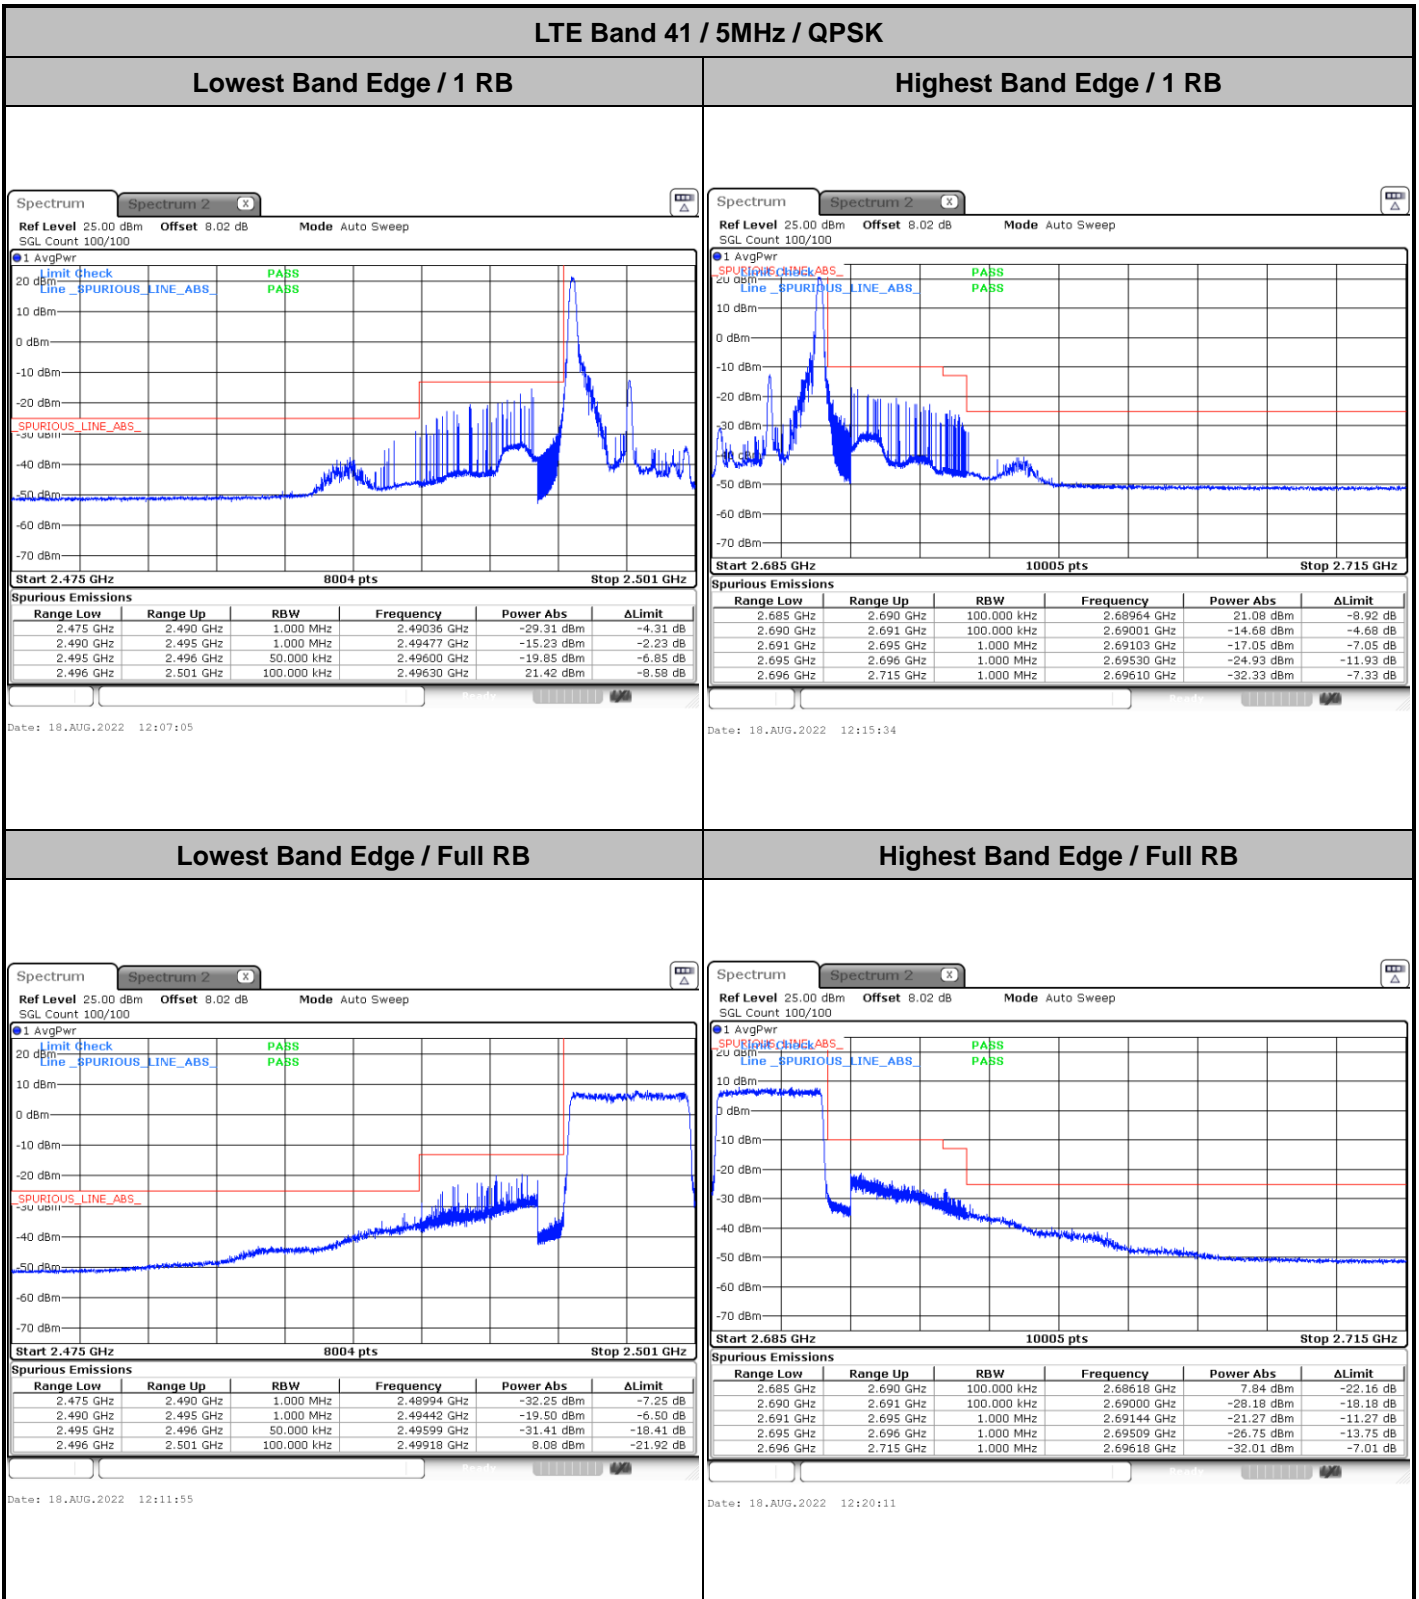 LTE Band 41 / 5MHz / QPSK
Lowest Band Edge / 1 RB
Highest Band Edge / 1 RB
Spectrum
Spectrum 2
X
Ref Level 25.00 dBm Offset 8.02 dB Mode Auto Sweep
SGL Count 100/100
1 AvgPwr
Limit Check PASS
20 dBm
Line _SPURIOUS_LINE_ABS_ PASS
10 dBm
0 dBm
-10 dBm
-20 dBm
_SPURIOUS_LINE_ABS_
-30 dBm
-40 dBm
-50 dBm
-60 dBm
-70 dBm
Start 2.475 GHz 8004 pts Stop 2.501 GHz
Spurious Emissions
Range Low Range Up RBW Frequency Power Abs ΔLimit
2.475 GHz 2.490 GHz 1.000 MHz 2.49036 GHz -29.31 dBm -4.31 dB
2.490 GHz 2.495 GHz 1.000 MHz 2.49477 GHz -15.23 dBm -2.23 dB
2.495 GHz 2.496 GHz 50.000 kHz 2.49600 GHz -19.85 dBm -6.85 dB
2.496 GHz 2.501 GHz 100.000 kHz 2.49630 GHz 21.42 dBm -8.58 dB
Ready
Date: 18.AUG.2022 12:07:05
Spectrum
Spectrum 2
X
Ref Level 25.00 dBm Offset 8.02 dB Mode Auto Sweep
SGL Count 100/100
1 AvgPwr
_SPURIOUS_LINE_ABS_
Limit Check PASS
20 dBm
Line _SPURIOUS_LINE_ABS_ PASS
10 dBm
0 dBm
-10 dBm
-20 dBm
-30 dBm
-40 dBm
-50 dBm
-60 dBm
-70 dBm
Start 2.685 GHz 10005 pts Stop 2.715 GHz
Spurious Emissions
Range Low Range Up RBW Frequency Power Abs ΔLimit
2.685 GHz 2.690 GHz 100.000 kHz 2.68964 GHz 21.08 dBm -8.92 dB
2.690 GHz 2.691 GHz 100.000 kHz 2.69001 GHz -14.68 dBm -4.68 dB
2.691 GHz 2.695 GHz 1.000 MHz 2.69103 GHz -17.05 dBm -7.05 dB
2.695 GHz 2.696 GHz 1.000 MHz 2.69530 GHz -24.93 dBm -11.93 dB
2.696 GHz 2.715 GHz 1.000 MHz 2.69610 GHz -32.33 dBm -7.33 dB
Ready
Date: 18.AUG.2022 12:15:34
Lowest Band Edge / Full RB
Highest Band Edge / Full RB
Spectrum
Spectrum 2
X
Ref Level 25.00 dBm Offset 8.02 dB Mode Auto Sweep
SGL Count 100/100
1 AvgPwr
Limit Check PASS
20 dBm
Line _SPURIOUS_LINE_ABS_ PASS
10 dBm
0 dBm
-10 dBm
-20 dBm
_SPURIOUS_LINE_ABS_
-30 dBm
-40 dBm
-50 dBm
-60 dBm
-70 dBm
Start 2.475 GHz 8004 pts Stop 2.501 GHz
Spurious Emissions
Range Low Range Up RBW Frequency Power Abs ΔLimit
2.475 GHz 2.490 GHz 1.000 MHz 2.48994 GHz -32.25 dBm -7.25 dB
2.490 GHz 2.495 GHz 1.000 MHz 2.49442 GHz -19.50 dBm -6.50 dB
2.495 GHz 2.496 GHz 50.000 kHz 2.49599 GHz -31.41 dBm -18.41 dB
2.496 GHz 2.501 GHz 100.000 kHz 2.49918 GHz 8.08 dBm -21.92 dB
Ready
Date: 18.AUG.2022 12:11:55
Spectrum
Spectrum 2
X
Ref Level 25.00 dBm Offset 8.02 dB Mode Auto Sweep
SGL Count 100/100
1 AvgPwr
_SPURIOUS_LINE_ABS_
Limit Check PASS
20 dBm
Line _SPURIOUS_LINE_ABS_ PASS
10 dBm
0 dBm
-10 dBm
-20 dBm
-30 dBm
-40 dBm
-50 dBm
-60 dBm
-70 dBm
Start 2.685 GHz 10005 pts Stop 2.715 GHz
Spurious Emissions
Range Low Range Up RBW Frequency Power Abs ΔLimit
2.685 GHz 2.690 GHz 100.000 kHz 2.68618 GHz 7.84 dBm -22.16 dB
2.690 GHz 2.691 GHz 100.000 kHz 2.69000 GHz -28.18 dBm -18.18 dB
2.691 GHz 2.695 GHz 1.000 MHz 2.69144 GHz -21.27 dBm -11.27 dB
2.695 GHz 2.696 GHz 1.000 MHz 2.69509 GHz -26.75 dBm -13.75 dB
2.696 GHz 2.715 GHz 1.000 MHz 2.69618 GHz -32.01 dBm -7.01 dB
Ready
Date: 18.AUG.2022 12:20:11